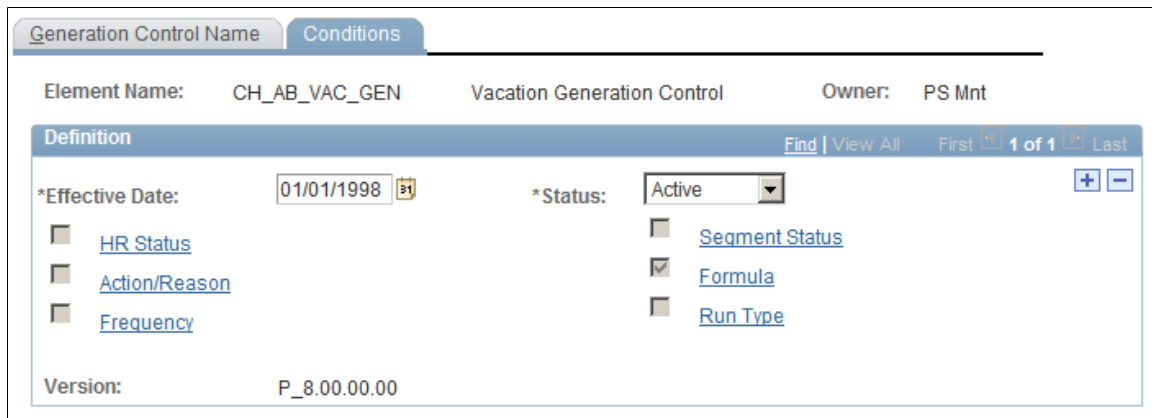 Generation Control Name Conditions
Element Name: CH_AB_VAC_GEN Vacation Generation Control Owner: PS Mnt
Definition Find | View All First 1 of 1 Last
*Effective Date: 01/01/1998 31 *Status: Active
HR Status Segment Status
Action/Reason Formula
Frequency Run Type
Version: P_8.00.00.00